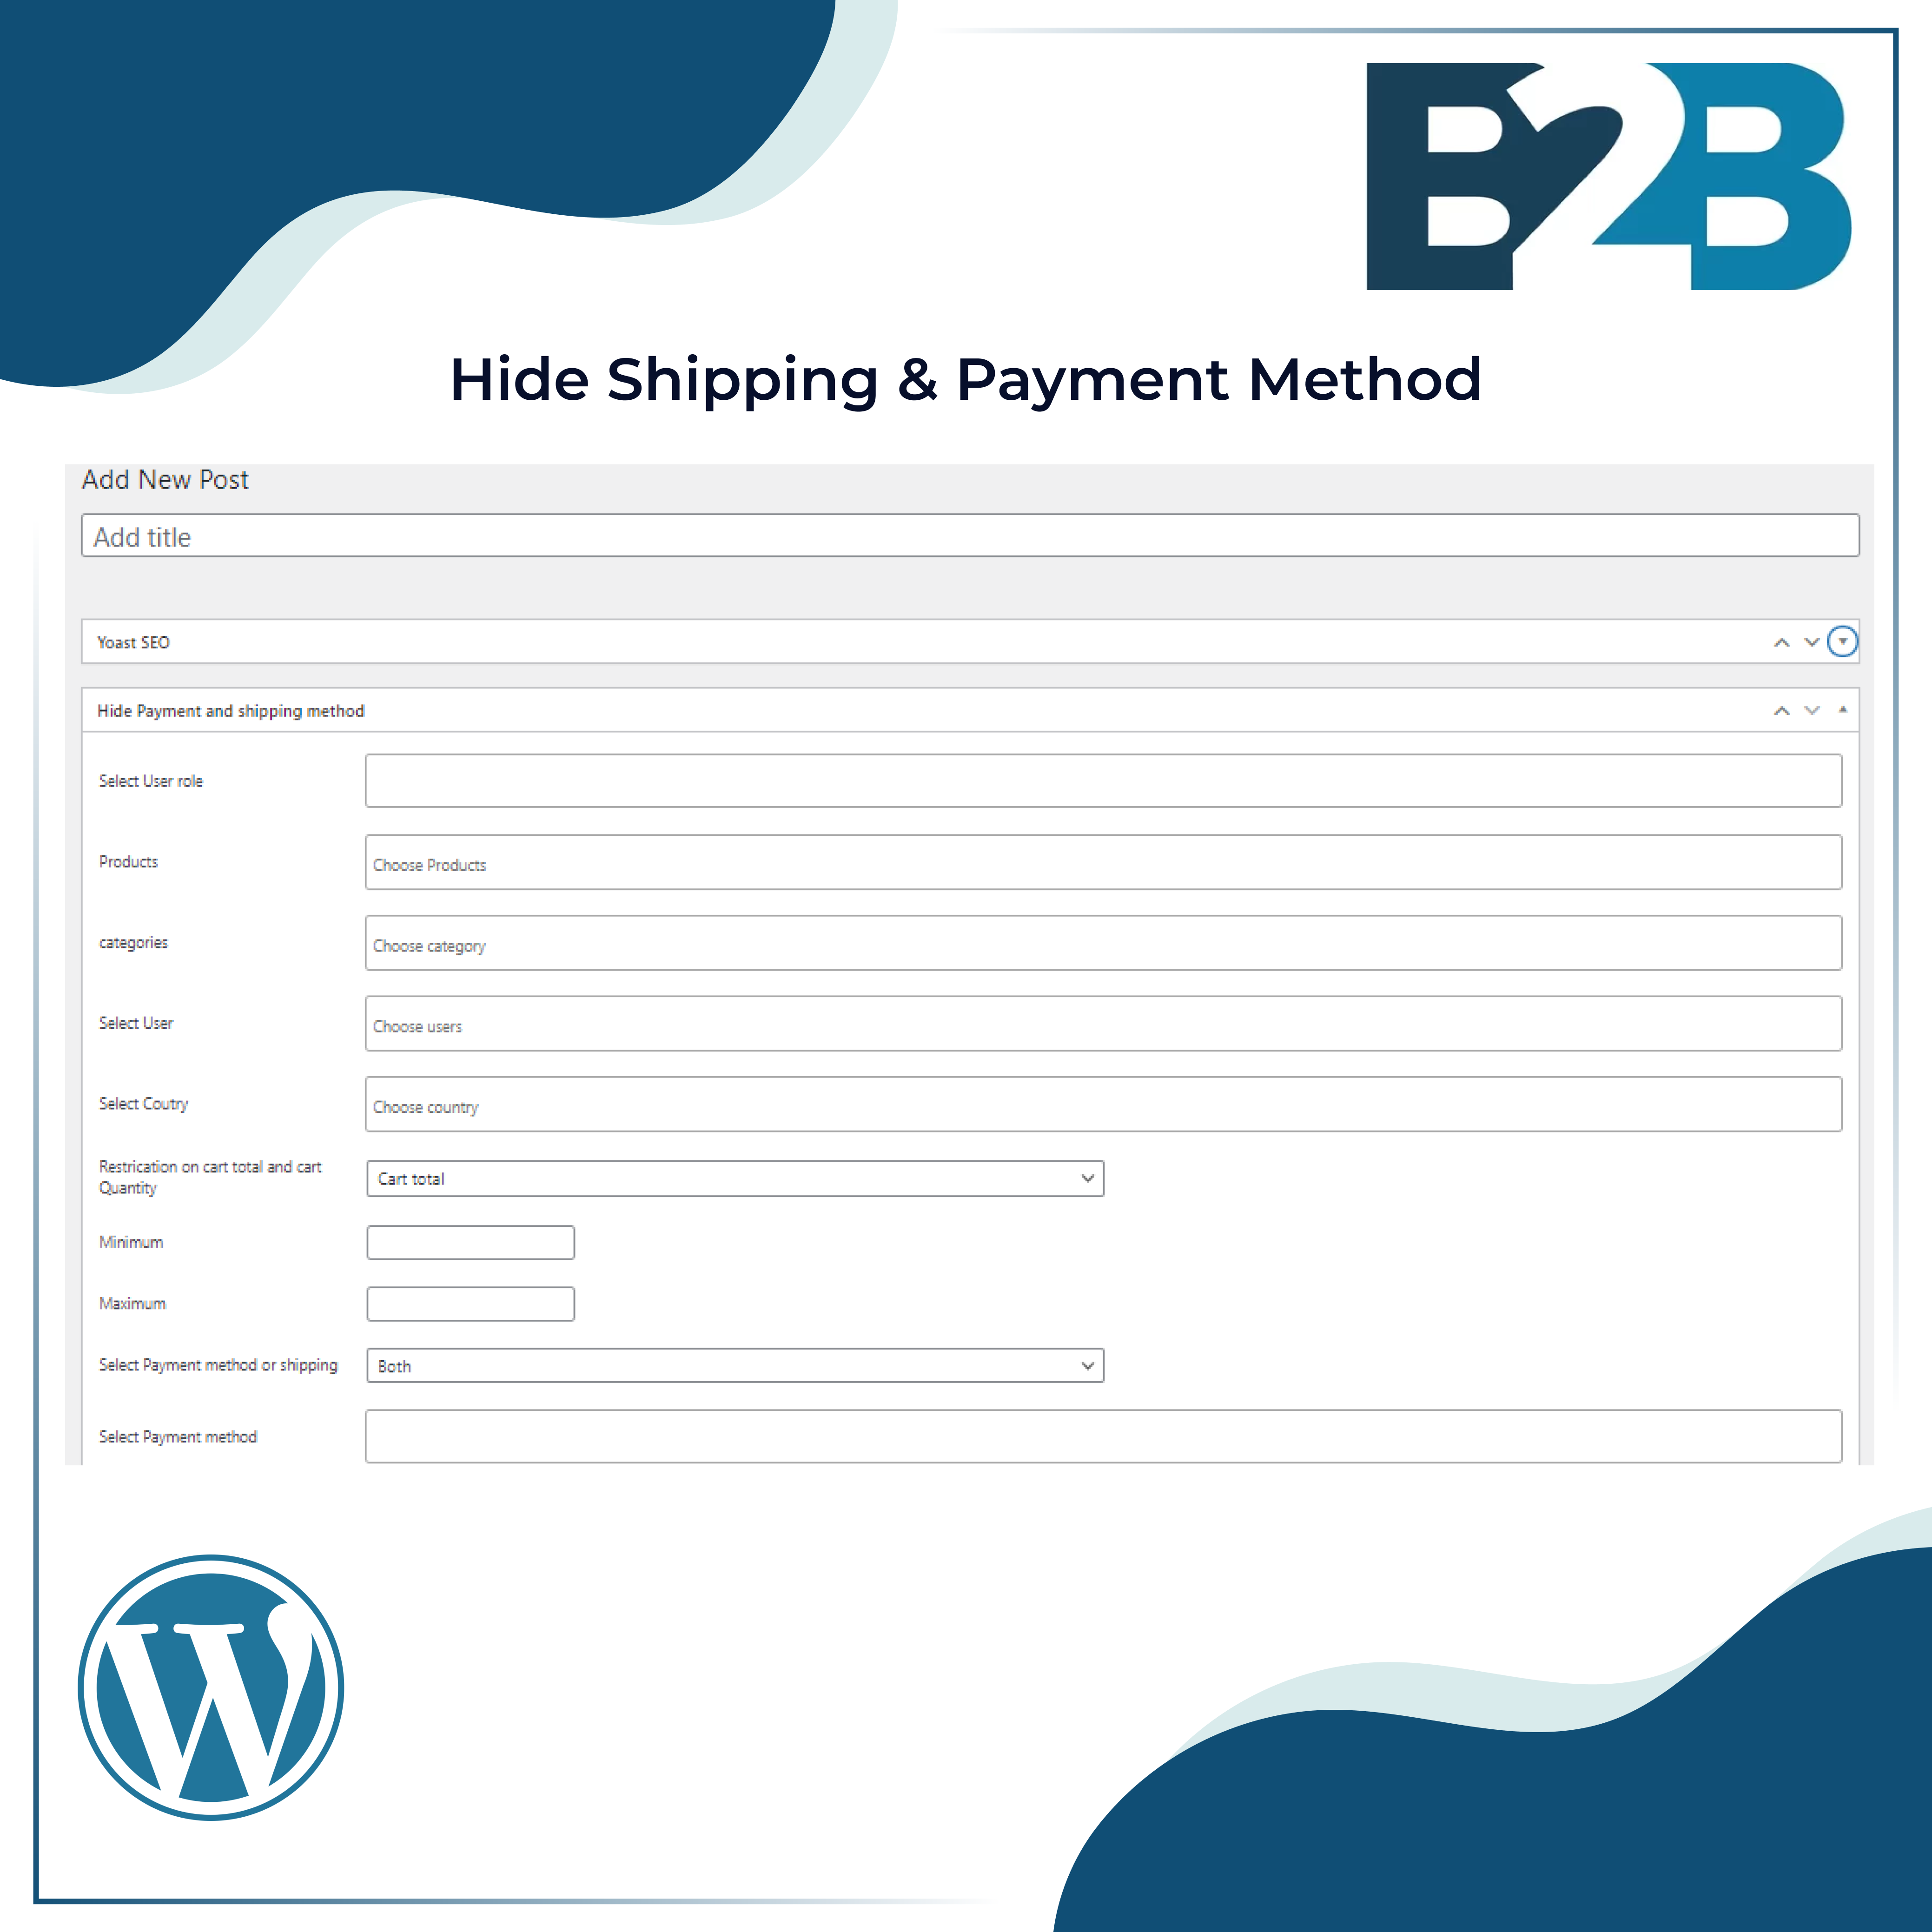 B2B
Hide Shipping & Payment Method
Add New Post
Add title
Yoast SEO
Hide Payment and shipping method
Select User role
Products
Choose Products
categories
Choose category
Select User
Choose users
Select Coutry
Choose country
Restrication on cart total and cart
Quantity
Cart total
Minimum
Maximum
Select Payment method or shipping
Both
Select Payment method
W